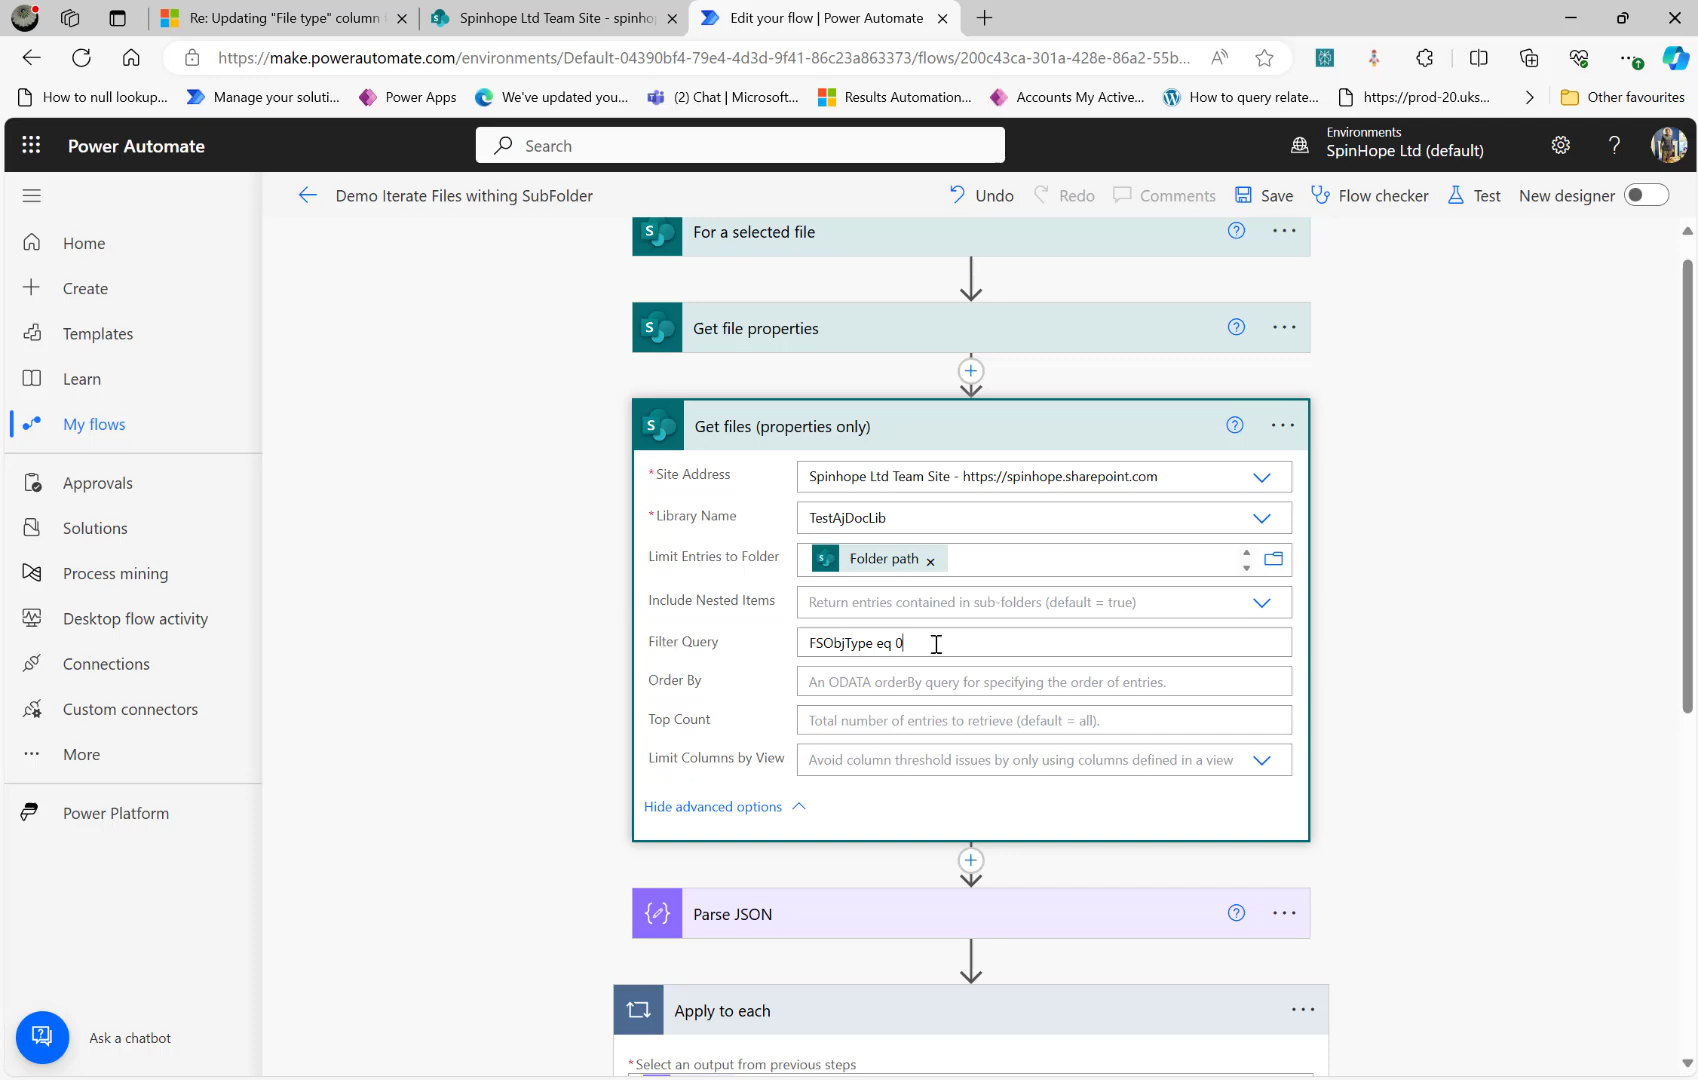 Re: Updating "File type" column
Spinhope Ltd Team Site - spinho
Edit your flow | Power Automate
https://make.powerautomate.com/environments/Default-04390bf4-79e4-4d3d-9f41-86c23a863373/flows/200c43ca-301a-428e-86a2-55b...
How to null lookup...
Manage your soluti...
Power Apps
We've updated you...
(2) Chat | Microsoft...
Results Automation...
Accounts My Active...
How to query relate...
https://prod-20.uks...
Other favourites
Power Automate
Search
Environments
SpinHope Ltd (default)
Demo Iterate Files withing SubFolder
Undo
Redo
Comments
Save
Flow checker
Test
New designer
Home
Create
Templates
Learn
My flows
Approvals
Solutions
Process mining
Desktop flow activity
Connections
Custom connectors
More
Power Platform
Ask a chatbot
For a selected file
Get file properties
Get files (properties only)
* Site Address
Spinhope Ltd Team Site - https://spinhope.sharepoint.com
* Library Name
TestAjDocLib
Limit Entries to Folder
Folder path
Include Nested Items
Return entries contained in sub-folders (default = true)
Filter Query
FSObjType eq 0
Order By
An ODATA orderBy query for specifying the order of entries.
Top Count
Total number of entries to retrieve (default = all).
Limit Columns by View
Avoid column threshold issues by only using columns defined in a view
Hide advanced options
Parse JSON
Apply to each
* Select an output from previous steps